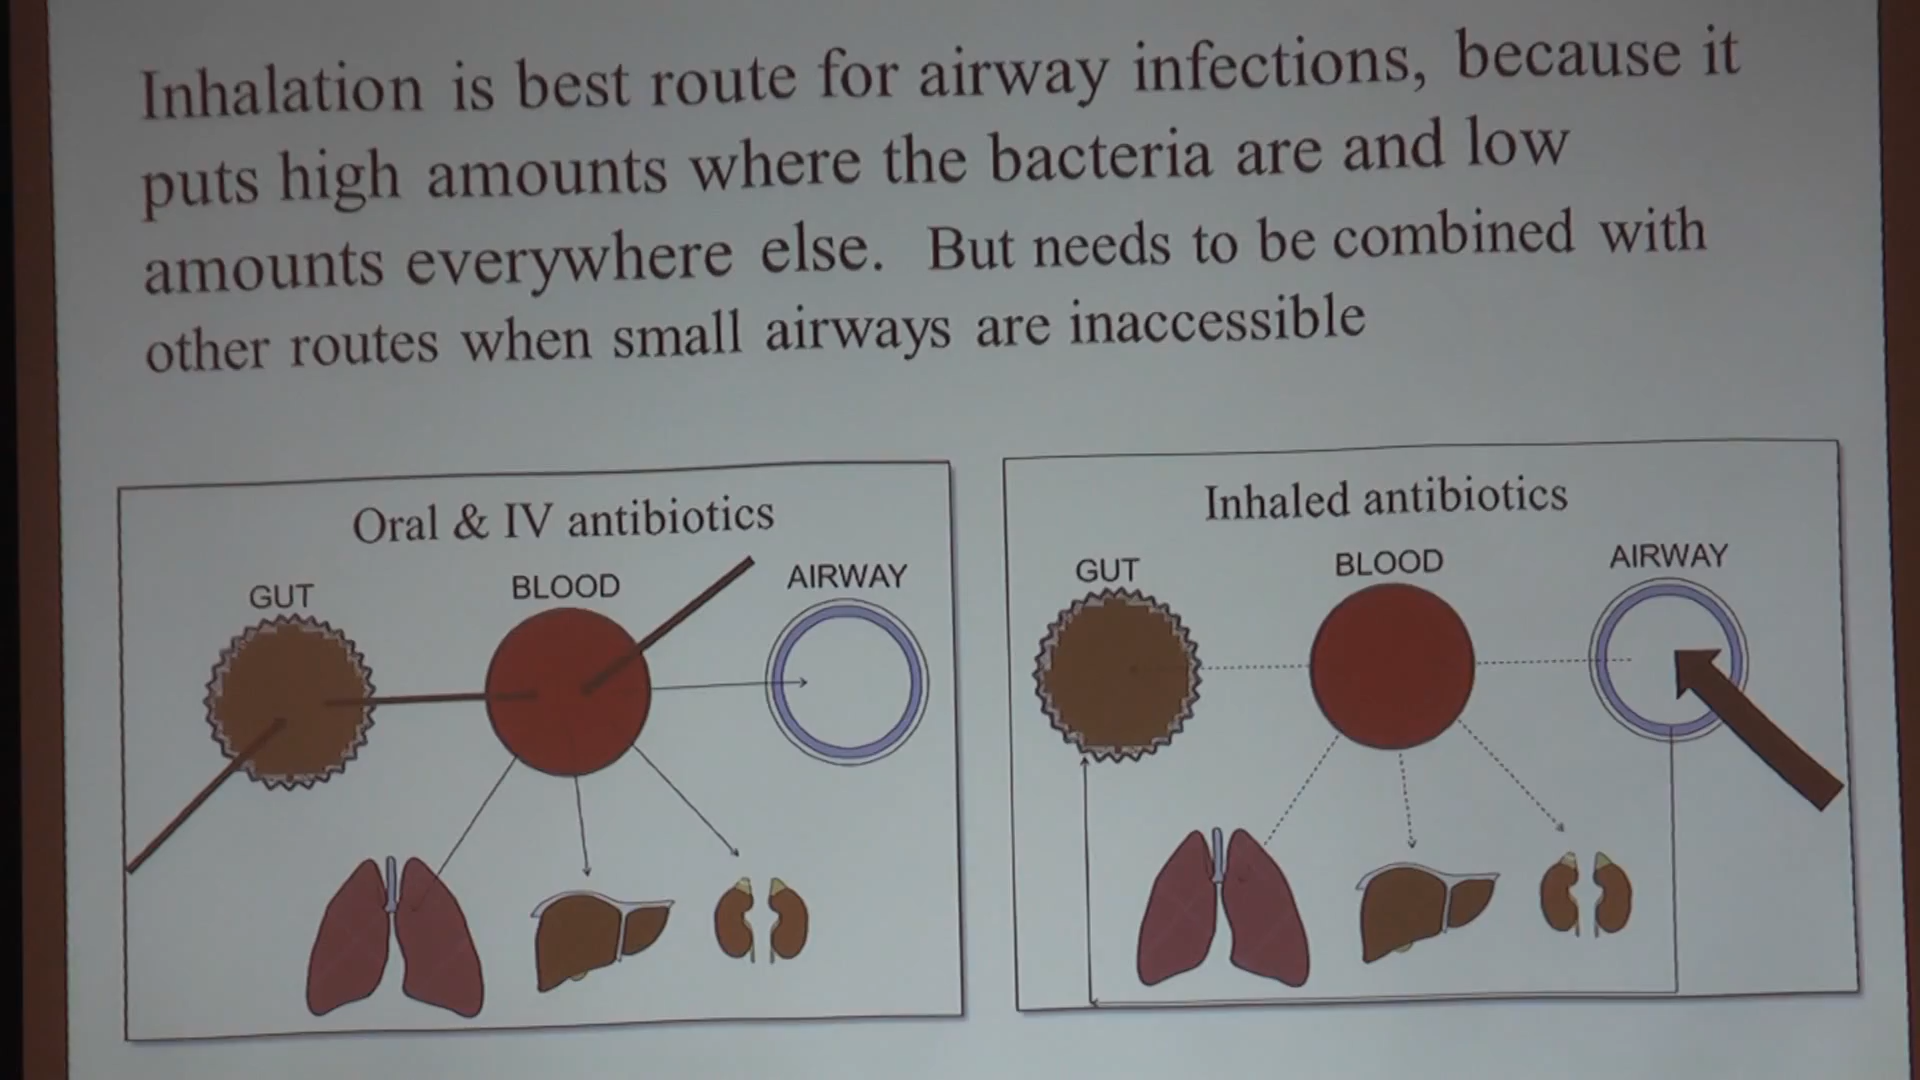 Inhalation is best route for airway infections, because it
puts high amounts where the bacteria are and low
amounts everywhere else. But needs to be combined with
other routes when small airways are inaccessible
Oral & IV antibiotics
GUT
BLOOD
AIRWAY
Inhaled antibiotics
GUT
BLOOD
AIRWAY